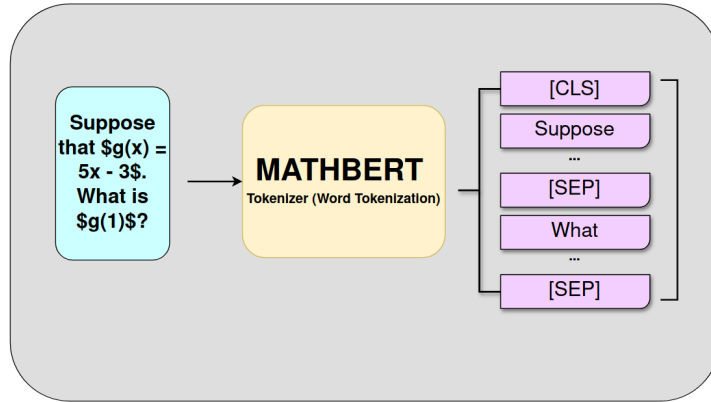 Suppose
that $g(x) =
5x - 3$.
What is
$g(1)$?
MATHBERT
Tokenizer (Word Tokenization)
[CLS]
Suppose
...
[SEP]
What
...
[SEP]